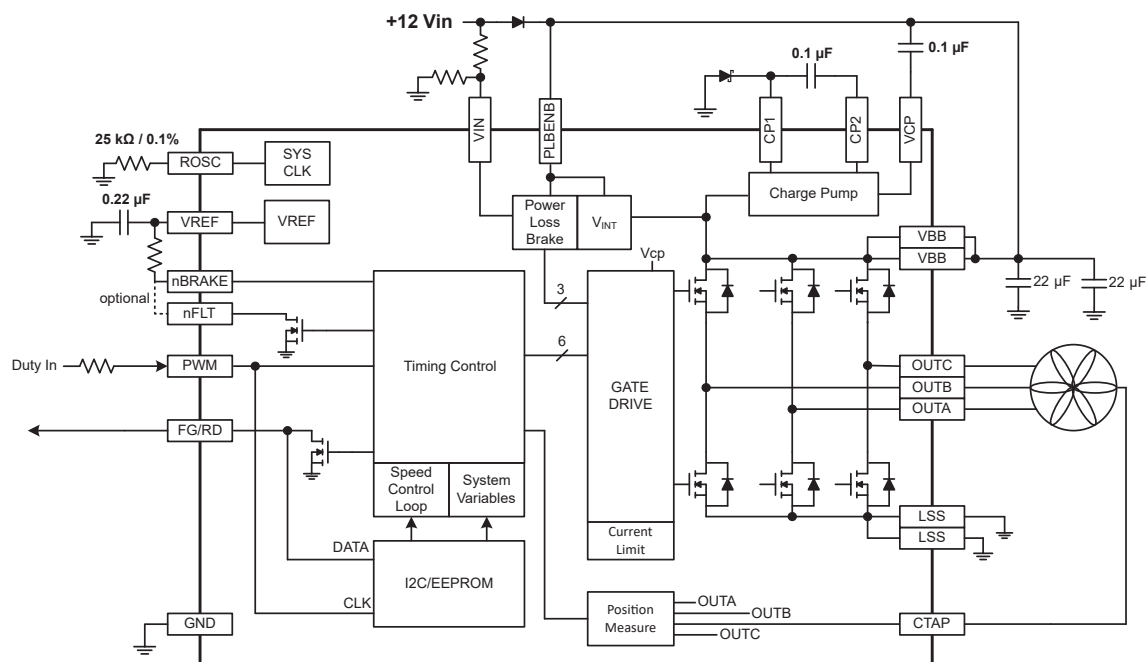 +12 Vin
0.1 µF
0.1 µF
VIN
PLBENB
CP1
CP2
VCP
25 kΩ / 0.1%
ROSC
SYS
CLK
Charge Pump
0.22 µF
VREF
VREF
Power
Loss
Brake
VINT
VBB
VBB
Vcp
22 µF
22 µF
nBRAKE
optional
nFLT
3
6
Duty In
PWM
Timing Control
GATE
DRIVE
OUTC
OUTB
OUTA
FG/RD
Speed
Control
Loop
System
Variables
Current
Limit
LSS
LSS
DATA
I2C/EEPROM
CLK
GND
Position
Measure
OUTA
OUTB
OUTC
CTAP